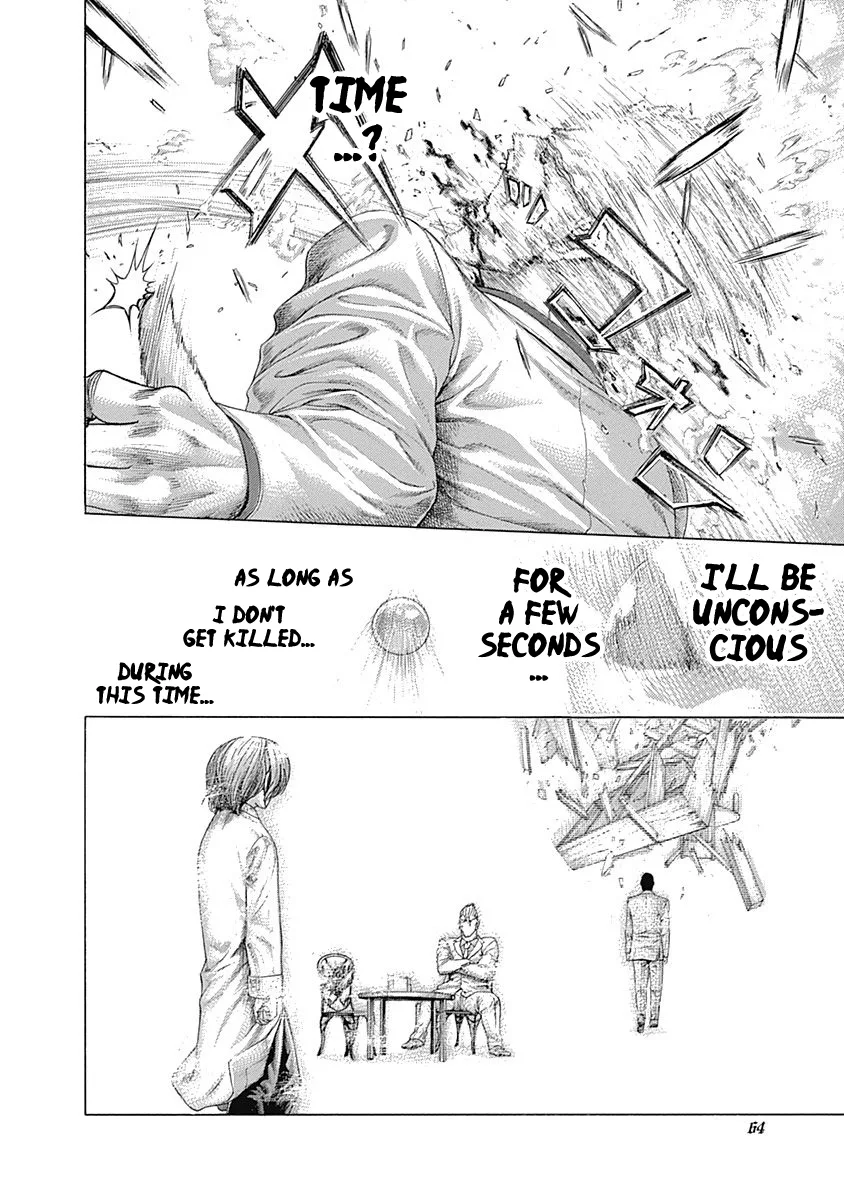 TIME
...?
I'LL BE
UNCONS-
CIOUS
FOR
A FEW
SECONDS
...
AS LONG AS
I DON'T
GET KILLED...
DURING
THIS TIME...
64